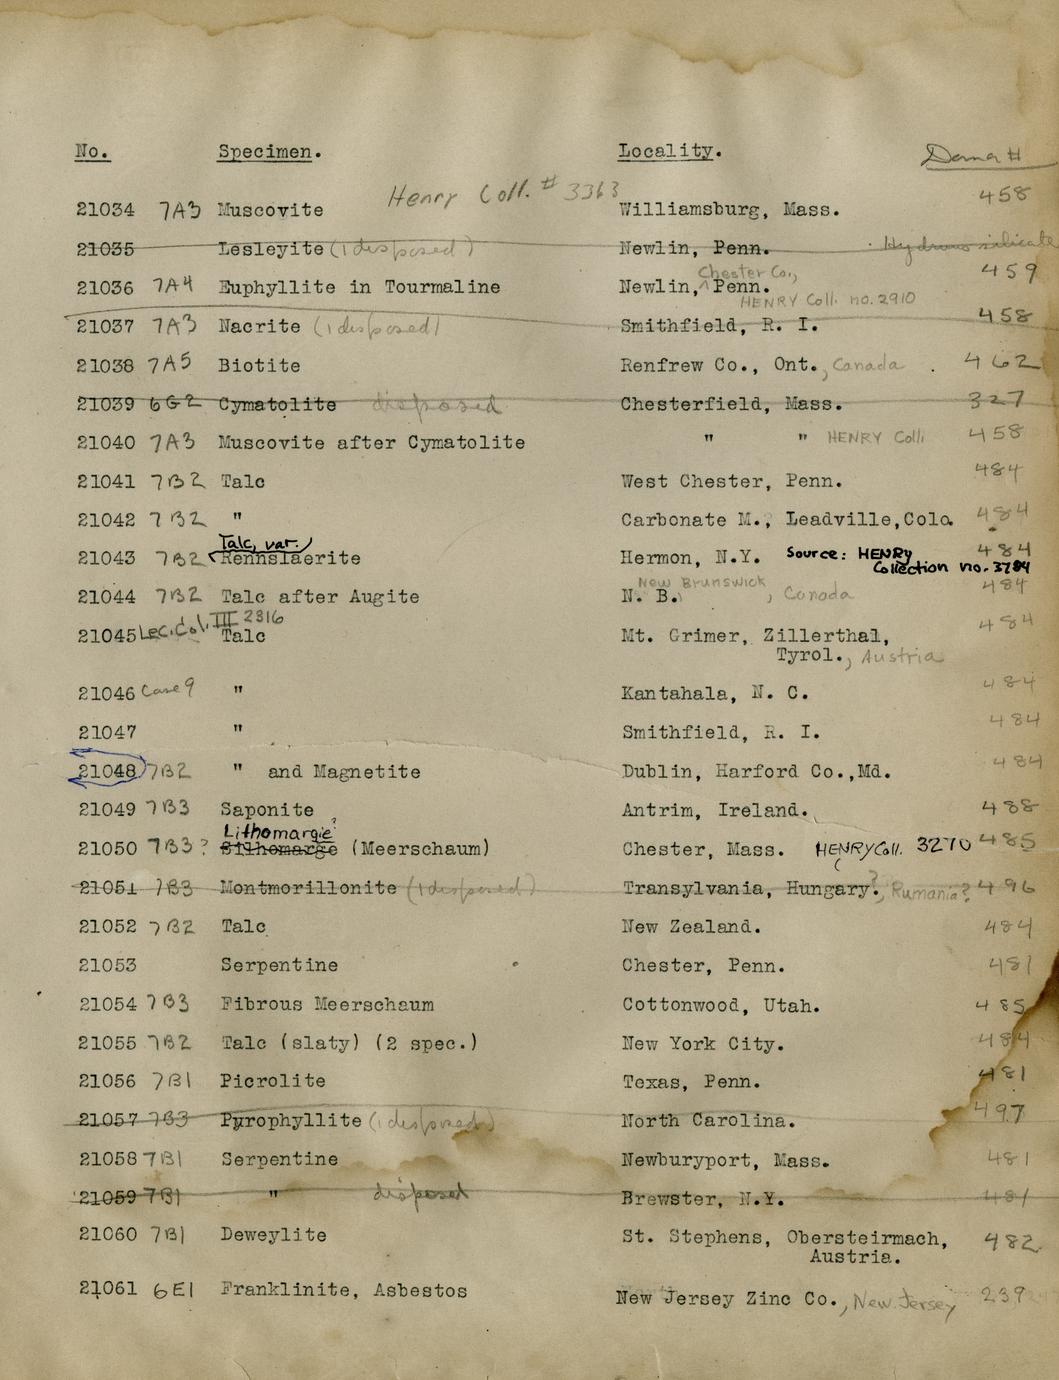 No. Specimen. Locality. Dana #
Henry Coll. # 3363
21034 7A3 Muscovite Williamsburg, Mass. 458
21035 Lesleyite (1 disposed) Newlin, Penn. Hydrous silicate
Chester Co.,
21036 7A4 Euphyllite in Tourmaline Newlin, ^ Penn. 459
HENRY Coll. no. 2910
21037 7A3 Nacrite (1 disposed) Smithfield, R. I. 458
21038 7A5 Biotite Renfrew Co., Ont., Canada 462
21039 6G2 Cymatolite disposed Chesterfield, Mass. 327
21040 7A3 Muscovite after Cymatolite " " HENRY Coll. 458
21041 7B2 Talc West Chester, Penn. 484
21042 7B2 " Carbonate M., Leadville,Colo. 484
Talc, var.
21043 7B2 Rennslaerite Hermon, N.Y. Source: HENRY 484
Collection no. 3784
New Brunswick
21044 7B2 Talc after Augite N. B. , Canada 484
Lec. Col. III 2316
21045 Talc Mt. Grimer, Zillerthal, 484
Tyrol., Austria
21046 Case 9 " Kantahala, N. C. 484
21047 " Smithfield, R. I. 484
21048 7B2 " and Magnetite Dublin, Harford Co.,Md. 484
21049 7B3 Saponite Antrim, Ireland. 488
Lithomargie
21050 7B3? Silhomarge (Meerschaum) Chester, Mass. HENRY Coll. 3270 485
21051 7B3 Montmorillonite (1 disposed) Transylvania, Hungary.?, Rumania? 496
21052 7B2 Talc New Zealand. 484
21053 Serpentine Chester, Penn. 481
21054 7B3 Fibrous Meerschaum Cottonwood, Utah. 485
21055 7B2 Talc (slaty) (2 spec.) New York City. 484
21056 7B1 Picrolite Texas, Penn. 481
21057 7B3 Pyrophyllite (1 disposed) North Carolina. 497
21058 7B1 Serpentine Newburyport, Mass. 481
21059 7B1 " disposed Brewster, N.Y. 481
21060 7B1 Deweylite St. Stephens, Obersteirmach, 482
Austria.
21061 6E1 Franklinite, Asbestos New Jersey Zinc Co., New Jersey 239